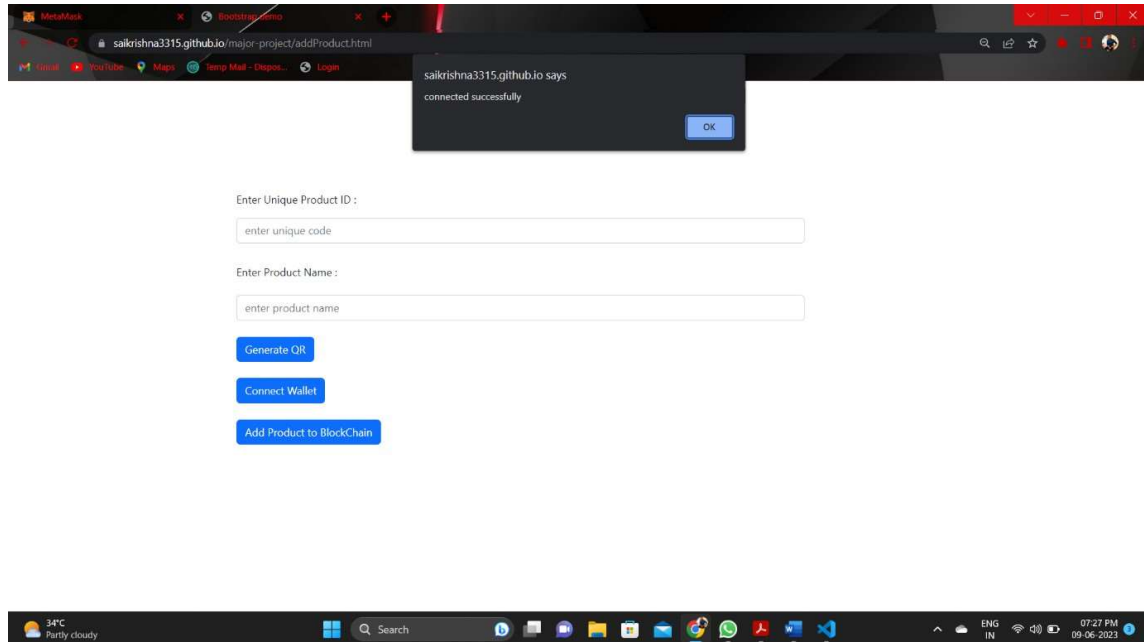 MetaMask
Bootstrap demo
saikrishna3315.github.io/major-project/addProduct.html
Gmail YouTube Maps Temp Mail - Dispos... Login
saikrishna3315.github.io says
connected successfully
OK
Enter Unique Product ID :
enter unique code
Enter Product Name :
enter product name
Generate QR
Connect Wallet
Add Product to BlockChain
34°C
Partly cloudy
Search
ENG
IN
07:27 PM
09-06-2023